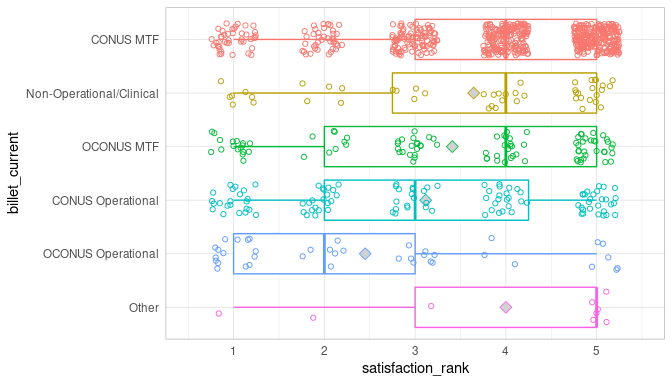 CONUS MTF
Non-Operational/Clinical
OCONUS MTF
CONUS Operational
OCONUS Operational
Other
billet_current
1 2 3 4 5
satisfaction_rank